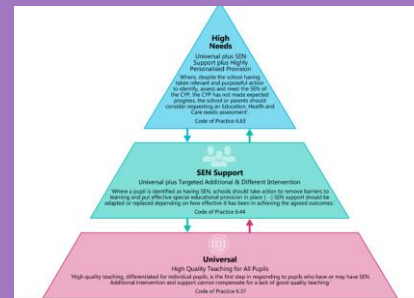 High
Needs
Universal plus SEN
Support plus Highly
Personalised Provision
'Where, despite the school having
taken relevant and purposeful action
to identify, assess and meet the SEN of
the CYP, the CYP has not made expected
progress, the school or parents should
consider requesting an Education, Health and
Care needs assessment'.
Code of Practice 6.63
SEN Support
Universal plus Targeted Additional & Different Intervention
'Where a pupil is identified as having SEN, schools should take action to remove barriers to
learning and put effective special educational provision in place (...) SEN support should be
adapted or replaced depending on how effective it has been in achieving the agreed outcomes.'
Code of Practice 6.44
Universal
High Quality Teaching for All Pupils
'High quality teaching, differentiated for individual pupils, is the first step in responding to pupils who have or may have SEN.
Additional intervention and support cannot compensate for a lack of good quality teaching.'
Code of Practice 6.37